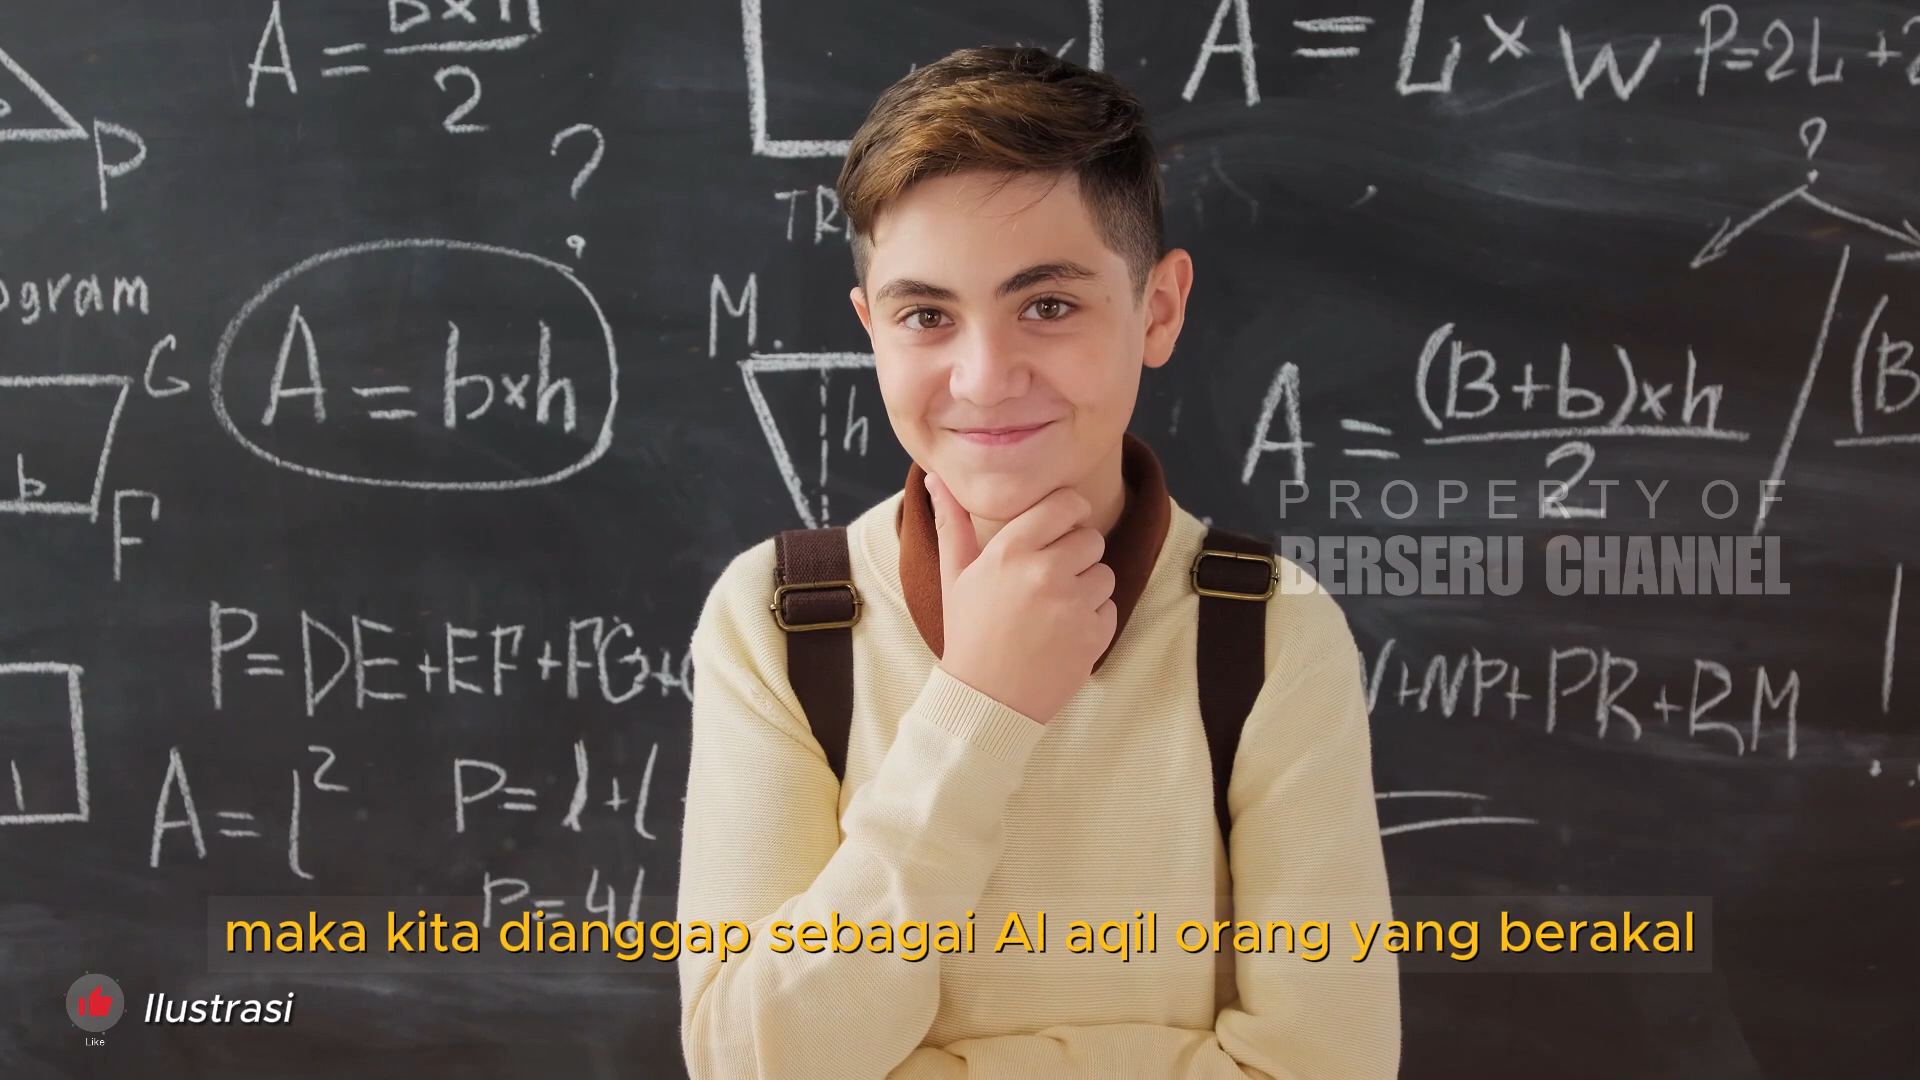 A = b×h
2
A = L×W
P=2L+2
P
?
?
TR
ogram
G
A = b×h
M.
h
A = (B+b)×h
2
(B
b
F
PROPERTY OF
BERSERU CHANNEL
P=DE+EF+FG+
+NP+PR+RM
A = l²
P= l+l
P=4l
maka kita dianggap sebagai Al aqil orang yang berakal
Ilustrasi
Like